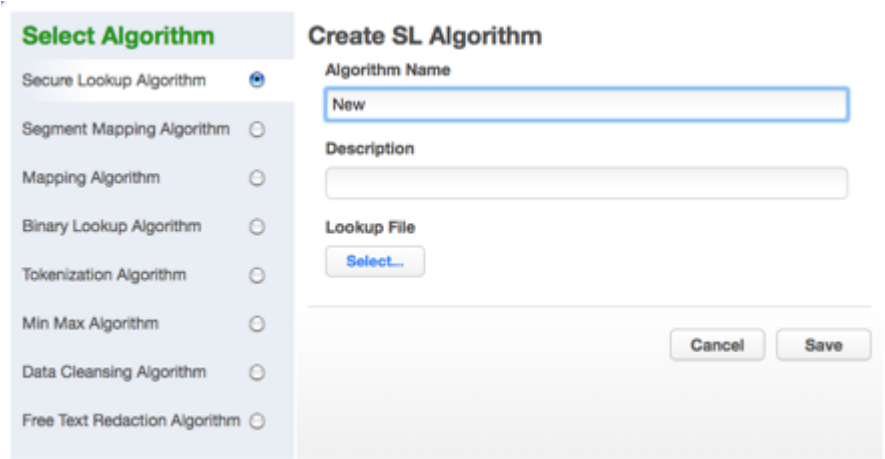 Select Algorithm
Secure Lookup Algorithm
Segment Mapping Algorithm
Mapping Algorithm
Binary Lookup Algorithm
Tokenization Algorithm
Min Max Algorithm
Data Cleansing Algorithm
Free Text Redaction Algorithm
Create SL Algorithm
Algorithm Name
New
Description
Lookup File
Select...
Cancel
Save